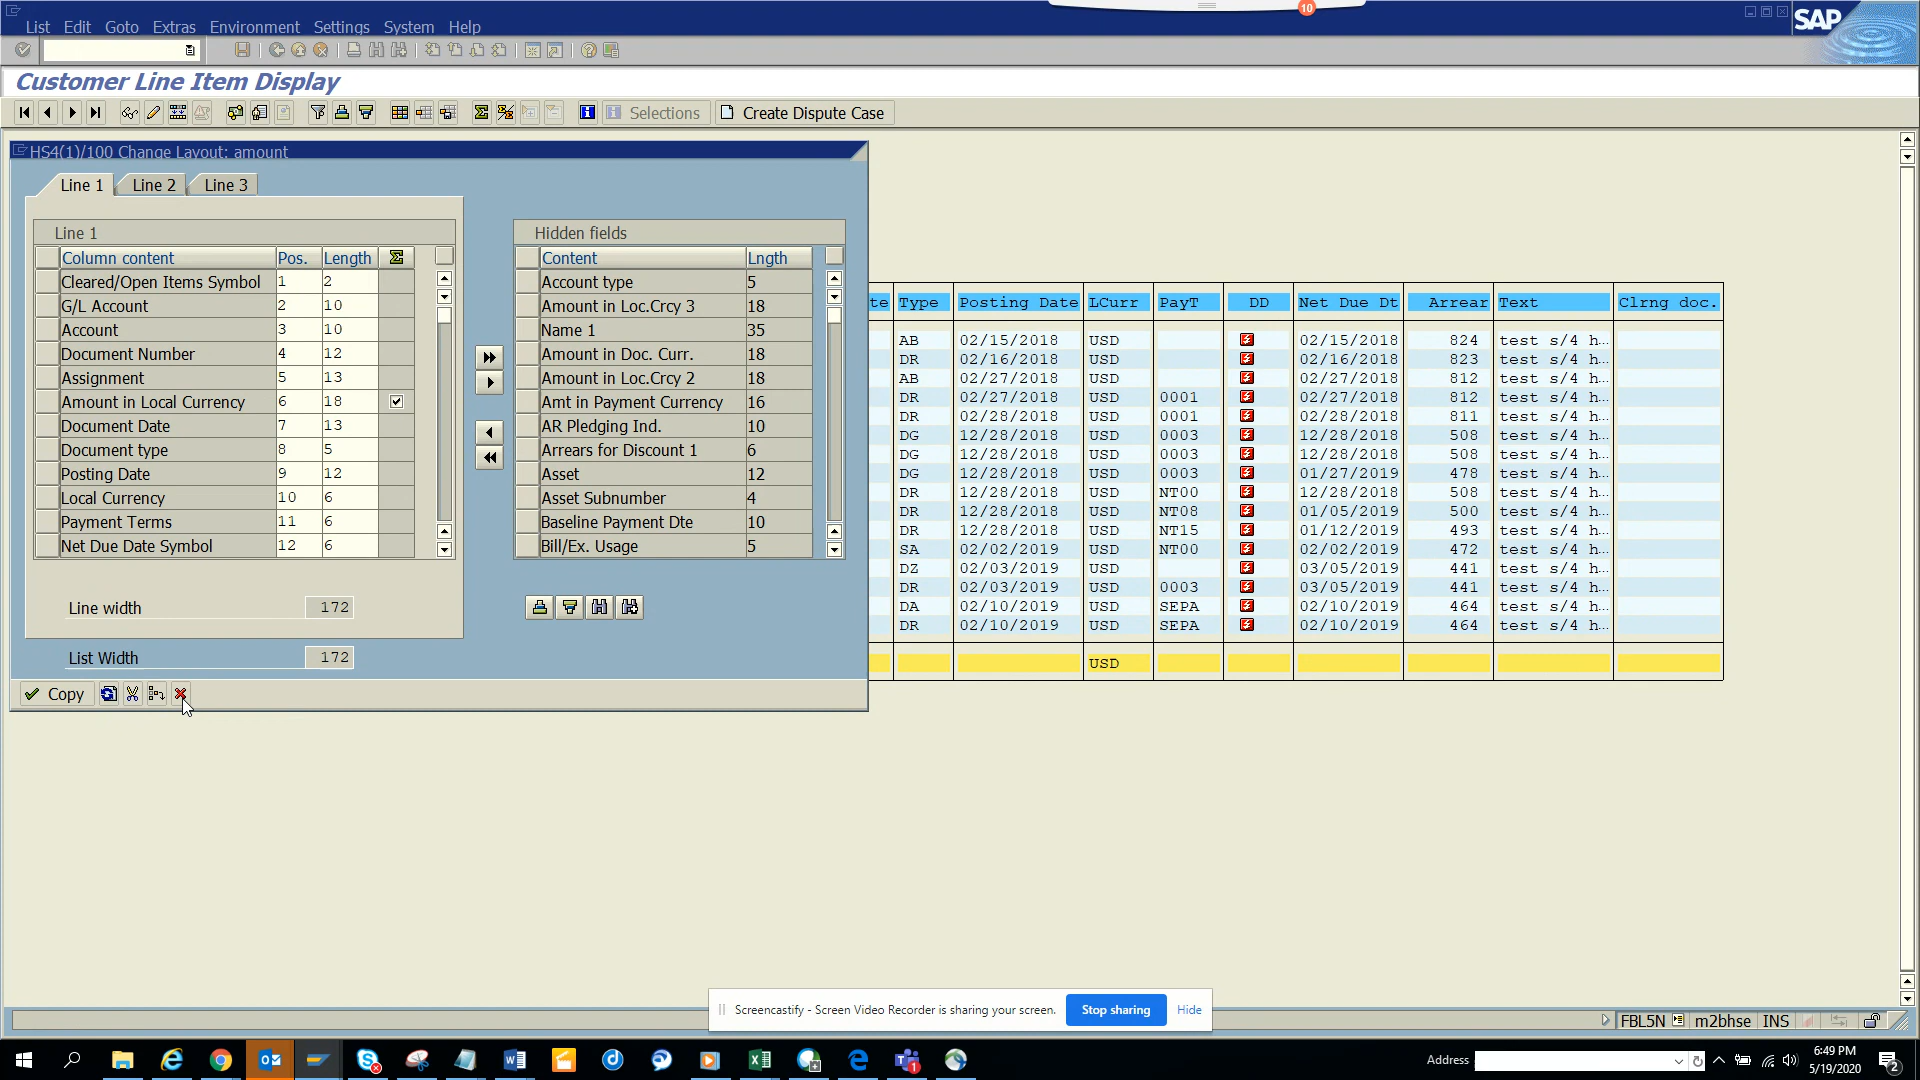 10
List Edit Goto Extras Environment Settings System Help
SAP
Customer Line Item Display
Selections Create Dispute Case
HS4(1)/100 Change Layout: amount
Line 1 Line 2 Line 3
Line 1
Column content Pos. Length
Cleared/Open Items Symbol 1 2
G/L Account 2 10
Account 3 10
Document Number 4 12
Assignment 5 13
Amount in Local Currency 6 18
Document Date 7 13
Document type 8 5
Posting Date 9 12
Local Currency 10 6
Payment Terms 11 6
Net Due Date Symbol 12 6
Line width 172
List Width 172
Copy
Hidden fields
Content Lngth
Account type 5
Amount in Loc.Crcy 3 18
Name 1 35
Amount in Doc. Curr. 18
Amount in Loc.Crcy 2 18
Amt in Payment Currency 16
AR Pledging Ind. 10
Arrears for Discount 1 6
Asset 12
Asset Subnumber 4
Baseline Payment Dte 10
Bill/Ex. Usage 5
te Type Posting Date LCurr PayT DD Net Due Dt Arrear Text Clrng doc.
AB 02/15/2018 USD 02/15/2018 824 test s/4 h…
DR 02/16/2018 USD 02/16/2018 823 test s/4 h…
AB 02/27/2018 USD 02/27/2018 812 test s/4 h…
DR 02/27/2018 USD 0001 02/27/2018 812 test s/4 h…
DR 02/28/2018 USD 0001 02/28/2018 811 test s/4 h…
DG 12/28/2018 USD 0003 12/28/2018 508 test s/4 h…
DG 12/28/2018 USD 0003 12/28/2018 508 test s/4 h…
DG 12/28/2018 USD 0003 01/27/2019 478 test s/4 h…
DR 12/28/2018 USD NT00 12/28/2018 508 test s/4 h…
DR 12/28/2018 USD NT08 01/05/2019 500 test s/4 h…
DR 12/28/2018 USD NT15 01/12/2019 493 test s/4 h…
SA 02/02/2019 USD NT00 02/02/2019 472 test s/4 h…
DZ 02/03/2019 USD 03/05/2019 441 test s/4 h…
DR 02/03/2019 USD 0003 03/05/2019 441 test s/4 h…
DA 02/10/2019 USD SEPA 02/10/2019 464 test s/4 h…
DR 02/10/2019 USD SEPA 02/10/2019 464 test s/4 h…
USD
Screencastify - Screen Video Recorder is sharing your screen. Stop sharing Hide
FBL5N m2bhse INS
Address
6:49 PM
5/19/2020
1
2